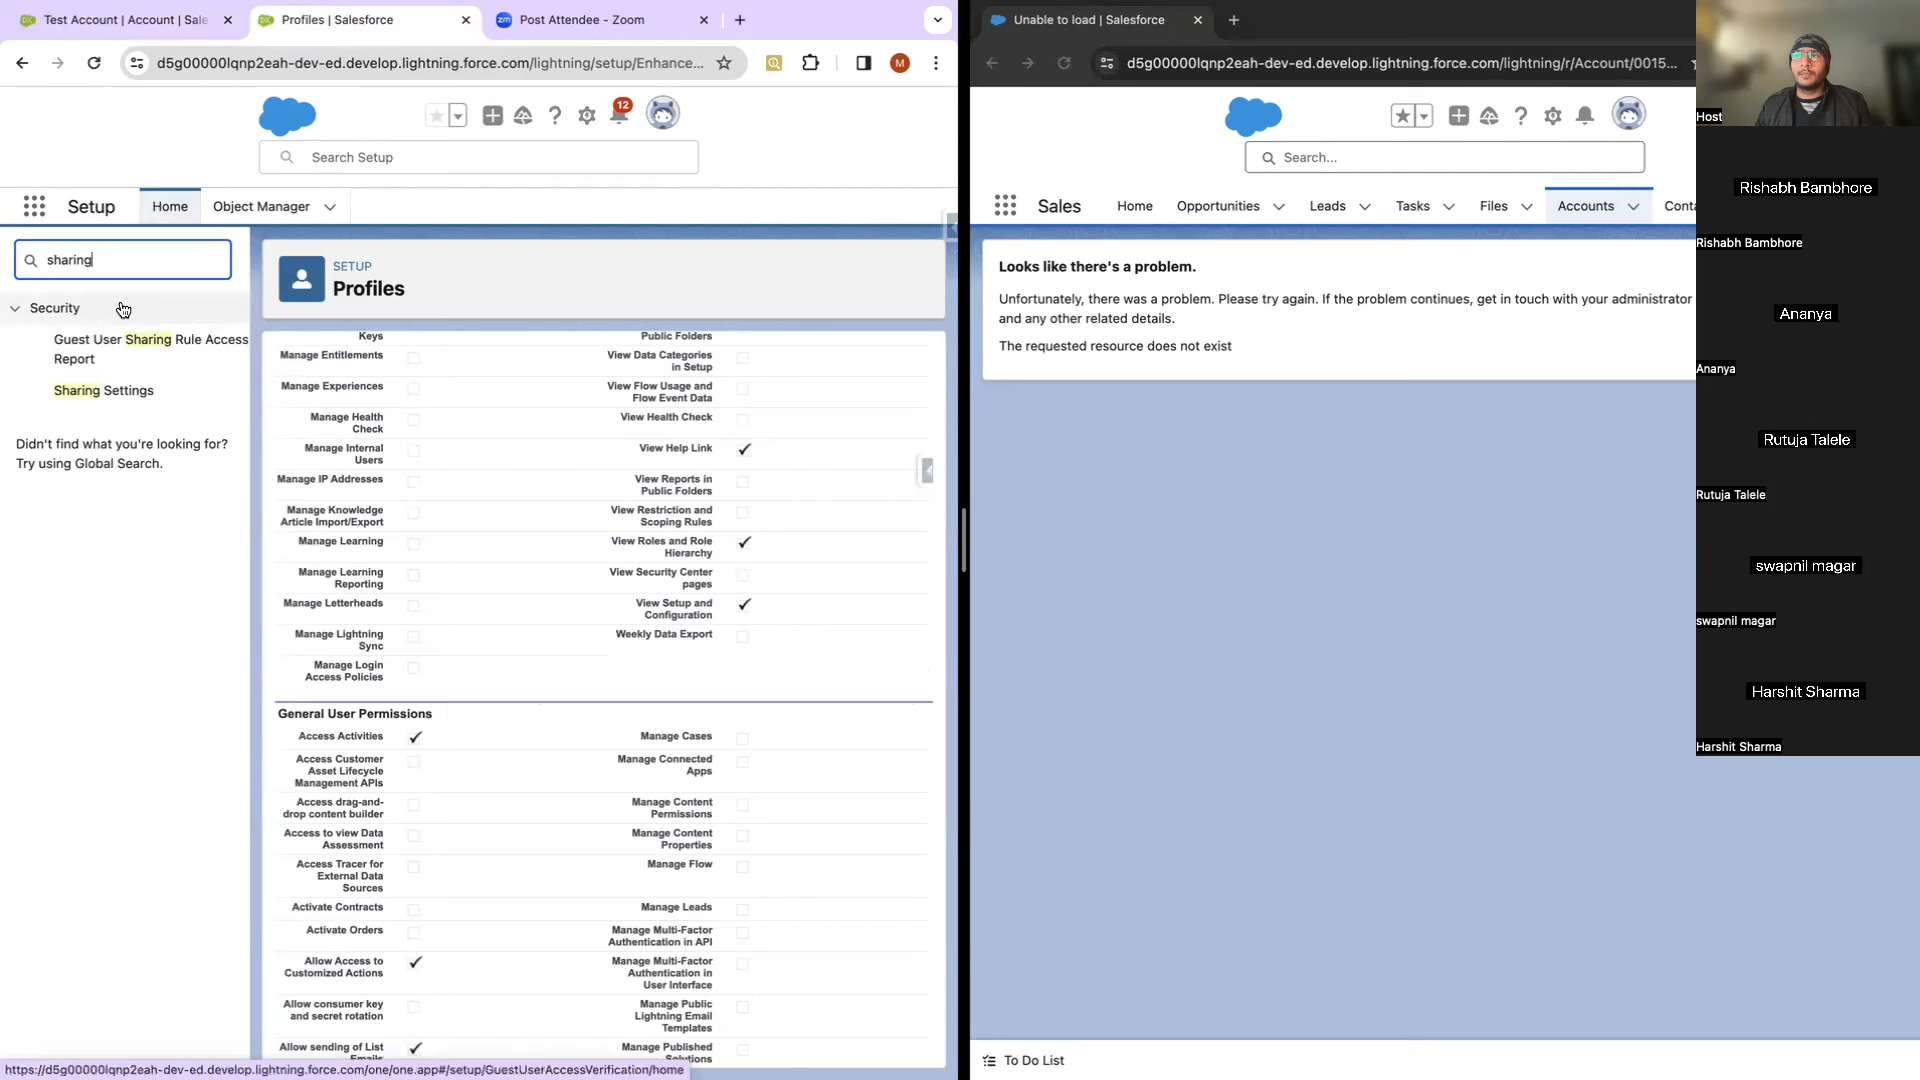 Test Account | Account | Sale
Profiles | Salesforce
zm Post Attendee - Zoom
d5g00000lqnp2eah-dev-ed.develop.lightning.force.com/lightning/setup/Enhance...
M
12
Search Setup
Setup
Home
Object Manager
sharing
Security
Guest User Sharing Rule Access
Report
Sharing Settings
Didn't find what you're looking for?
Try using Global Search.
SETUP
Profiles
Keys
Manage Entitlements
Manage Experiences
Manage Health
Check
Manage Internal
Users
Manage IP Addresses
Manage Knowledge
Article Import/Export
Manage Learning
Manage Learning
Reporting
Manage Letterheads
Manage Lightning
Sync
Manage Login
Access Policies
Public Folders
View Data Categories
in Setup
View Flow Usage and
Flow Event Data
View Health Check
View Help Link
View Reports in
Public Folders
View Restriction and
Scoping Rules
View Roles and Role
Hierarchy
View Security Center
pages
View Setup and
Configuration
Weekly Data Export
General User Permissions
Access Activities
Access Customer
Asset Lifecycle
Management APIs
Access drag-and-
drop content builder
Access to view Data
Assessment
Access Tracer for
External Data
Sources
Activate Contracts
Activate Orders
Allow Access to
Customized Actions
Allow consumer key
and secret rotation
Allow sending of List
Emails
Manage Cases
Manage Connected
Apps
Manage Content
Permissions
Manage Content
Properties
Manage Flow
Manage Leads
Manage Multi-Factor
Authentication in API
Manage Multi-Factor
Authentication in
User Interface
Manage Public
Lightning Email
Templates
Manage Published
Solutions
https://d5g00000lqnp2eah-dev-ed.develop.lightning.force.com/one/one.app#/setup/GuestUserAccessVerification/home
Unable to load | Salesforce
d5g00000lqnp2eah-dev-ed.develop.lightning.force.com/lightning/r/Account/0015...
Search...
Sales
Home
Opportunities
Leads
Tasks
Files
Accounts
Conta
Looks like there's a problem.
Unfortunately, there was a problem. Please try again. If the problem continues, get in touch with your administrator
and any other related details.
The requested resource does not exist
To Do List
Host
Rishabh Bambhore
Rishabh Bambhore
Ananya
Ananya
Rutuja Talele
Rutuja Talele
swapnil magar
swapnil magar
Harshit Sharma
Harshit Sharma